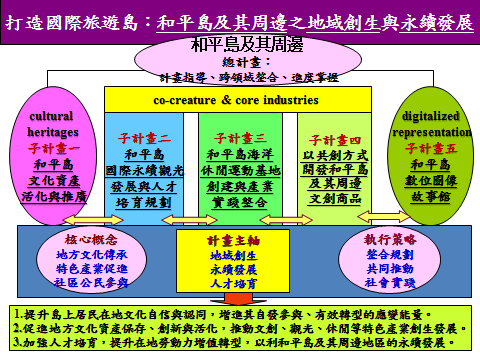 打造國際旅遊島：和平島及其周邊之地域創生與永續發展
和平島及其周邊
總計畫：
計畫指導、跨領域整合、進度掌握
co-creature & core industries
cultural
heritages
子計畫一
和平島
文化資產
活化與推廣
子計畫二
和平島
國際永續觀光
發展與人才
培育規劃
子計畫三
和平島海洋
休閒運動基地
創建與產業
實踐整合
子計畫四
以共創方式
開發和平島
及其周邊
文創商品
digitalized
representation
子計畫五
和平島
數位圖像
故事館
核心概念
地方文化傳承
特色產業促進
社區公民參與
計畫主軸
地域創生
永續發展
人才培育
執行策略
整合規劃
共同推動
社會實踐
1.提升島上居民在地文化自信與認同，增進其自發參與、有效轉型的應變能量。
2.促進地方文化資產保存、創新與活化，推動文創、觀光、休閒等特色產業創生發展。
3.加強人才培育，提升在地勞動力增值轉型，以利和平島及其周邊地區的永續發展。